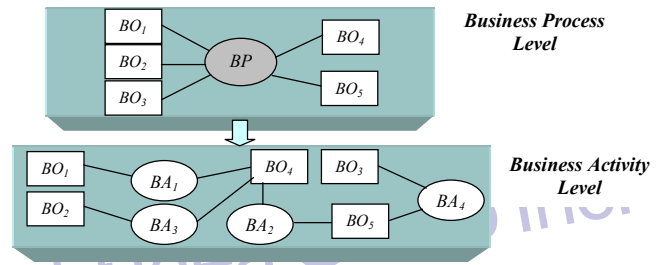 BO1
BO2
BO3
BP
BO4
BO5
Business Process
Level
BO1
BO2
BA1
BA3
BO4
BA2
BO3
BO5
BA4
Business Activity
Level